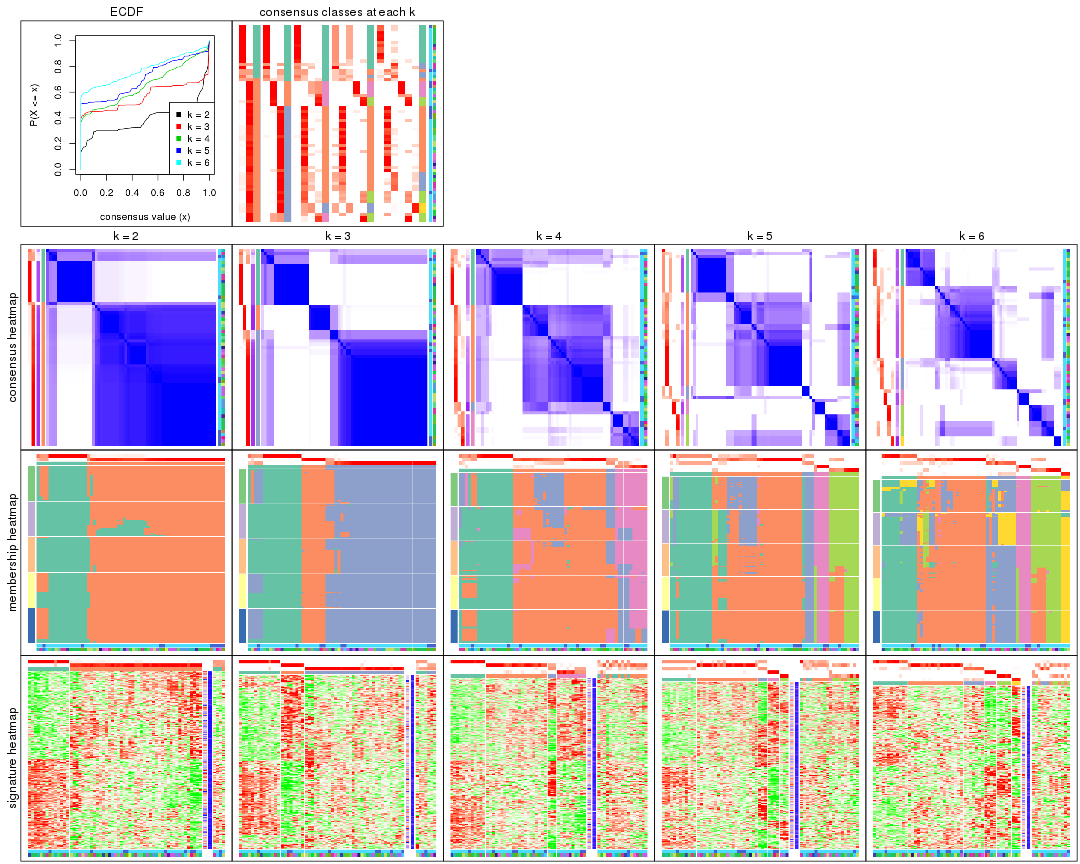 ECDF
consensus classes at each k
P(X <= x)
0.0 0.2 0.4 0.6 0.8 1.0
k = 2
k = 3
k = 4
k = 5
k = 6
0.0 0.2 0.4 0.6 0.8 1.0
consensus value (x)
k = 2
k = 3
k = 4
k = 5
k = 6
consensus heatmap
membership heatmap
signature heatmap